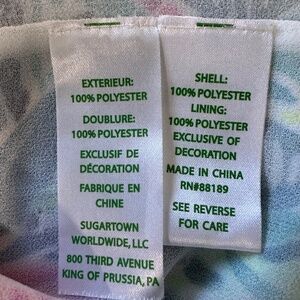 EXTERIEUR:
100% POLYESTER
DOUBLURE:
100% POLYESTER
EXCLUSIF DE
DÉCORATION
FABRIQUE EN
CHINE
SUGARTOWN
WORLDWIDE, LLC
800 THIRD AVENUE
KING OF PRUSSIA, PA
SHELL:
100% POLYESTER
LINING:
100% POLYESTER
EXCLUSIVE OF
DECORATION
MADE IN CHINA
RN#88189
SEE REVERSE
FOR CARE